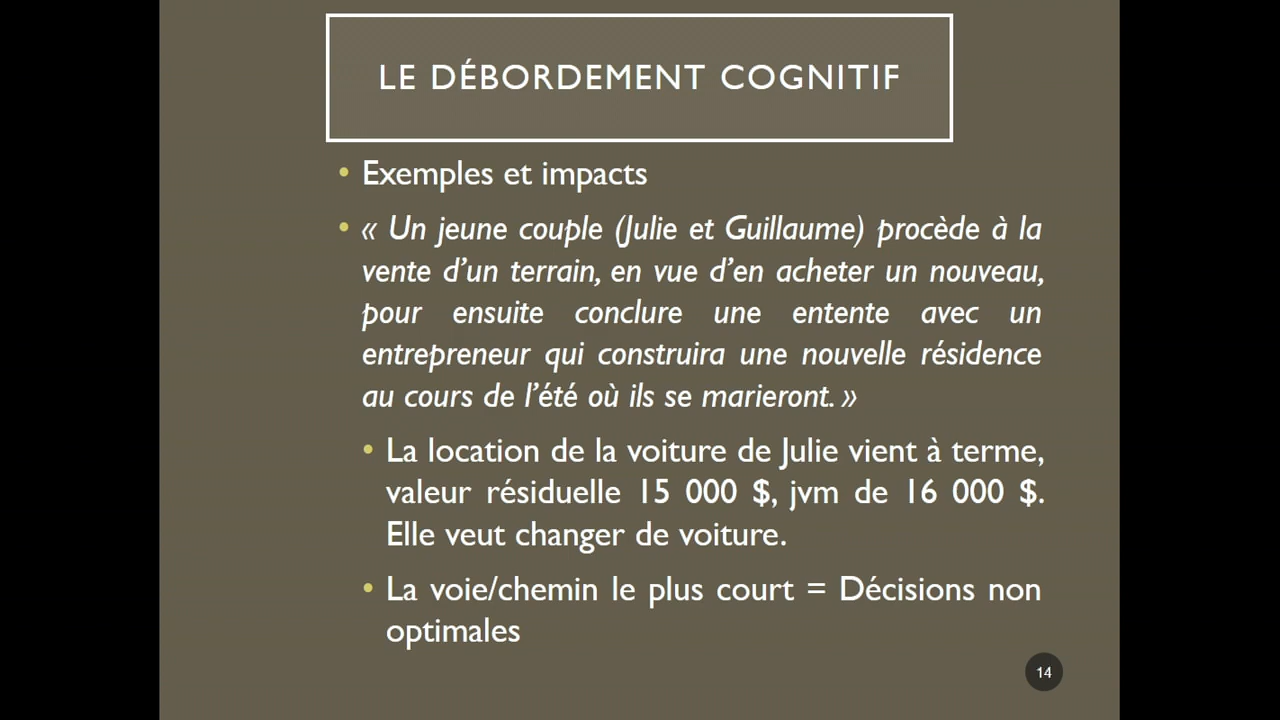 LE DÉBORDEMENT COGNITIF
• Exemples et impacts
• « Un jeune couple (Julie et Guillaume) procède à la
vente d’un terrain, en vue d’en acheter un nouveau,
pour ensuite conclure une entente avec un
entrepreneur qui construira une nouvelle résidence
au cours de l’été où ils se marieront. »
• La location de la voiture de Julie vient à terme,
valeur résiduelle 15 000 $, jvm de 16 000 $.
Elle veut changer de voiture.
• La voie/chemin le plus court = Décisions non
optimales
14